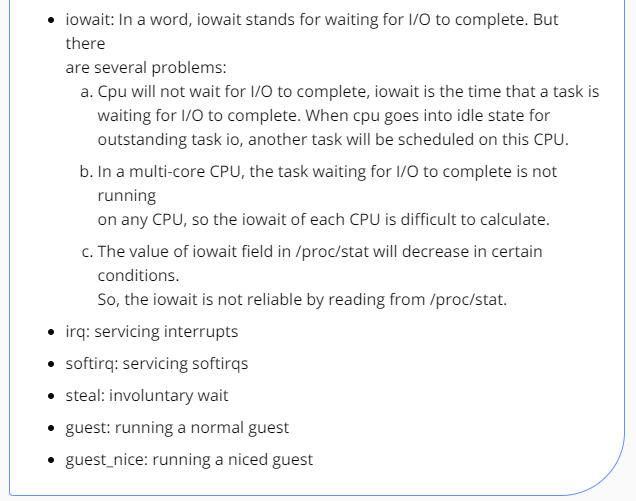 • iowait: In a word, iowait stands for waiting for I/O to complete. But
there
are several problems:
a. Cpu will not wait for I/O to complete, iowait is the time that a task is
waiting for I/O to complete. When cpu goes into idle state for
outstanding task io, another task will be scheduled on this CPU.
b. In a multi-core CPU, the task waiting for I/O to complete is not
running
on any CPU, so the iowait of each CPU is difficult to calculate.
c. The value of iowait field in /proc/stat will decrease in certain
conditions.
So, the iowait is not reliable by reading from /proc/stat.
• irq: servicing interrupts
• softirq: servicing softirqs
• steal: involuntary wait
• guest: running a normal guest
• guest_nice: running a niced guest